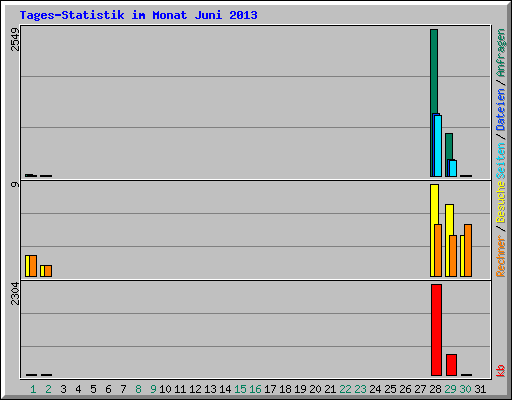 Tages-Statistik im Monat Juni 2013
2549
9
2304
Rechner / Besuche Seiten / Dateien / Anfragen
kb
1 2 3 4 5 6 7 8 9 10 11 12 13 14 15 16 17 18 19 20 21 22 23 24 25 26 27 28 29 30 31